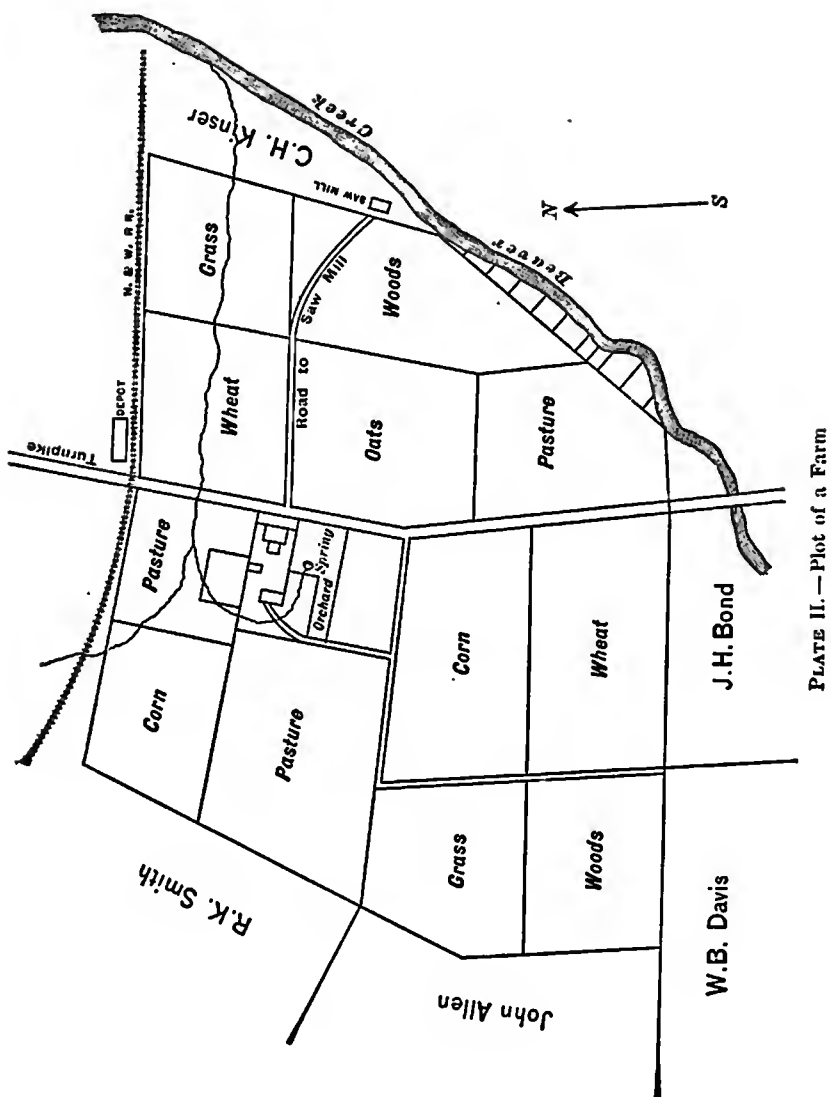 N. & W. R R.
Turnpike
DEPOT
C.H. Kinser
Grass
Creek
SAW MILL
Wheat
Road to
Saw Mill
Woods
N
S
Beaver
Pasture
Corn
Spring
Orchard
Oats
Pasture
Pasture
R.K. Smith
Corn
Grass
Wheat
Woods
John Allen
J.H. Bond
W.B. Davis
PLATE II.—Plot of a Farm